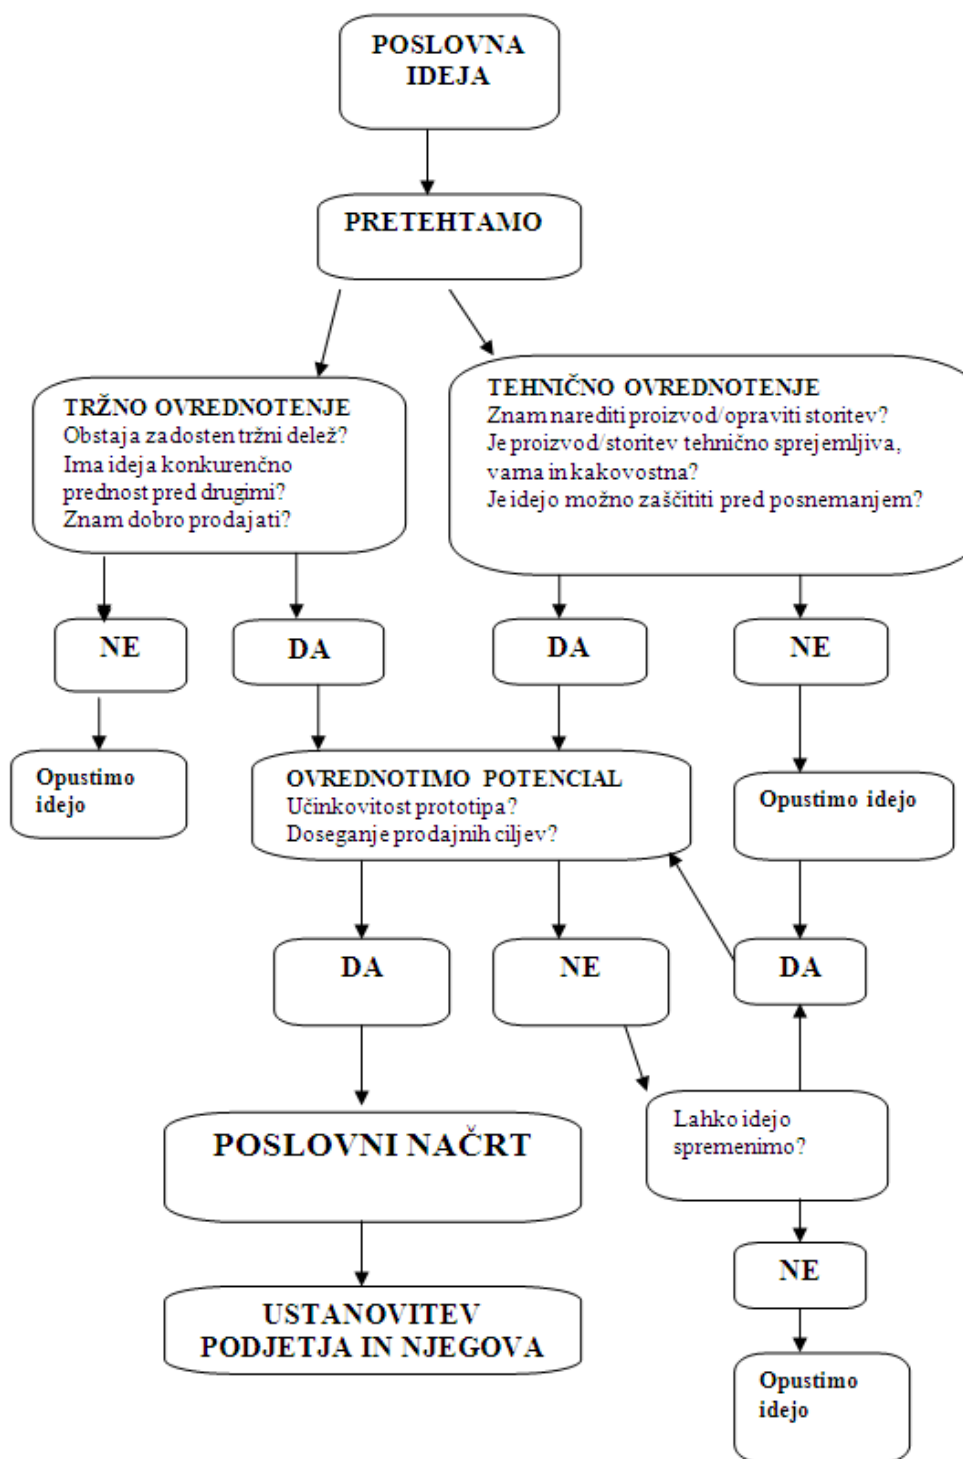 POSLOVNA
IDEJA
PRETEHTAMO
TRŽNO OVREDNOTENJE
Obstaja zadosten tržni delež?
Ima ideja konkurenčno
prednost pred drugimi?
Znam dobro prodajati?
TEHNIČNO OVREDNOTENJE
Znam narediti proizvod/opraviti storitev?
Je proizvod/storitev tehnično sprejemljiva,
varna in kakovostna?
Je idejo možno zaščititi pred posnemanjem?
NE
DA
DA
NE
Opustimo
idejo
OVREDNOTIMO POTENCIAL
Učinkovitost prototipa?
Doseganje prodajnih ciljev?
Opustimo idejo
DA
NE
DA
Lahko idejo
spremenimo?
POSLOVNI NAČRT
NE
USTANOVITEV
PODJETJA IN NJEGOVA
Opustimo
idejo